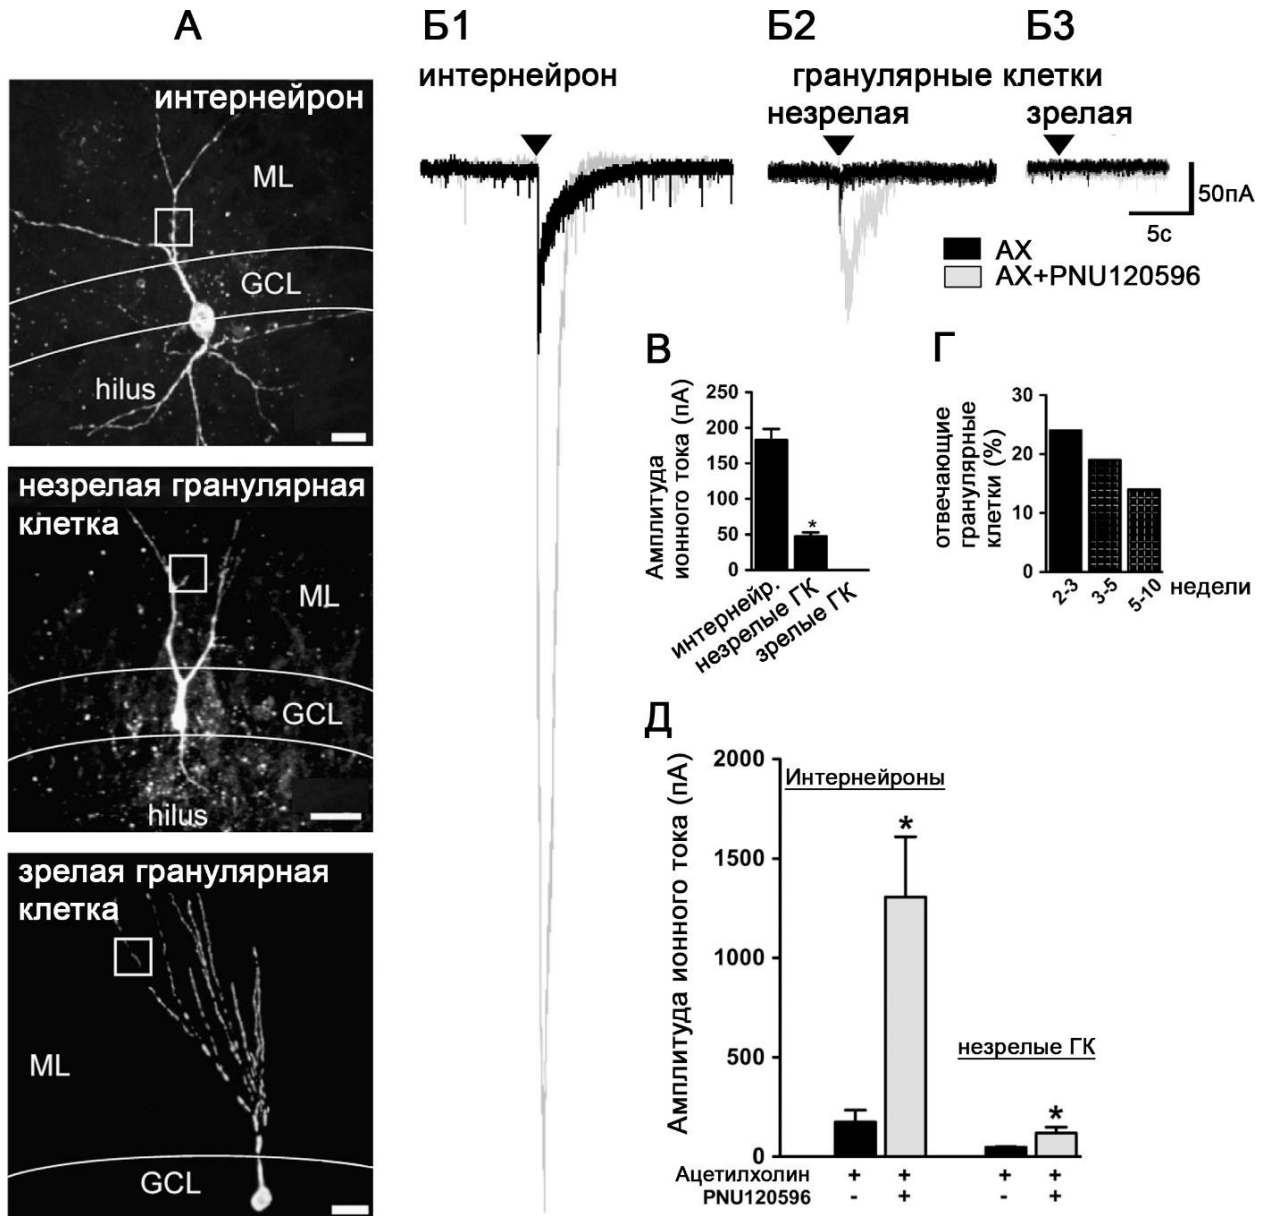 А
интернейрон
ML
GCL
hilus
незрелая гранулярная
клетка
ML
GCL
hilus
зрелая гранулярная
клетка
ML
GCL
Б1
интернейрон
Б2
Б3
гранулярные клетки
незрелая
зрелая
50пА
5с
АХ
АХ+PNU120596
В
Амплитуда
ионного тока (пА)
250
200
150
100
50
0
*
интернейр.
незрелые ГК
зрелые ГК
Г
отвечающие
гранулярные
клетки (%)
30
20
10
0
2-3
3-5
5-10
недели
Д
Амплитуда ионного тока (пА)
2000
1500
1000
500
0
Интернейроны
*
незрелые ГК
*
Ацетилхолин + + + +
PNU120596 - + - +